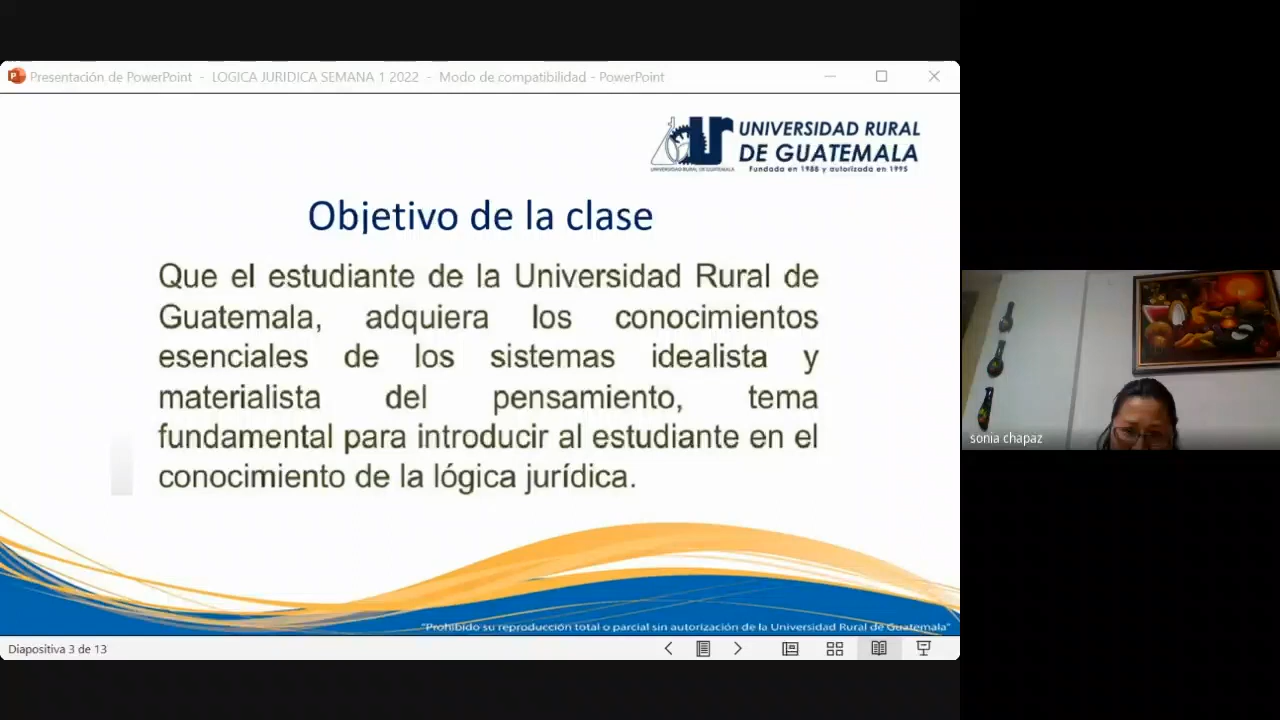 Presentación de PowerPoint - LOGICA JURIDICA SEMANA 1 2022 - Modo de compatibilidad - PowerPoint
UNIVERSIDAD RURAL
DE GUATEMALA
Fundada en 1988 y autorizada en 1995
UNIVERSIDAD RURAL DE GUATEMALA
Objetivo de la clase
Que el estudiante de la Universidad Rural de
Guatemala, adquiera los conocimientos
esenciales de los sistemas idealista y
materialista del pensamiento, tema
fundamental para introducir al estudiante en el
conocimiento de la lógica jurídica.
"Prohibido su reproducción total o parcial sin autorización de la Universidad Rural de Guatemala"
Diapositiva 3 de 13
sonia chapaz